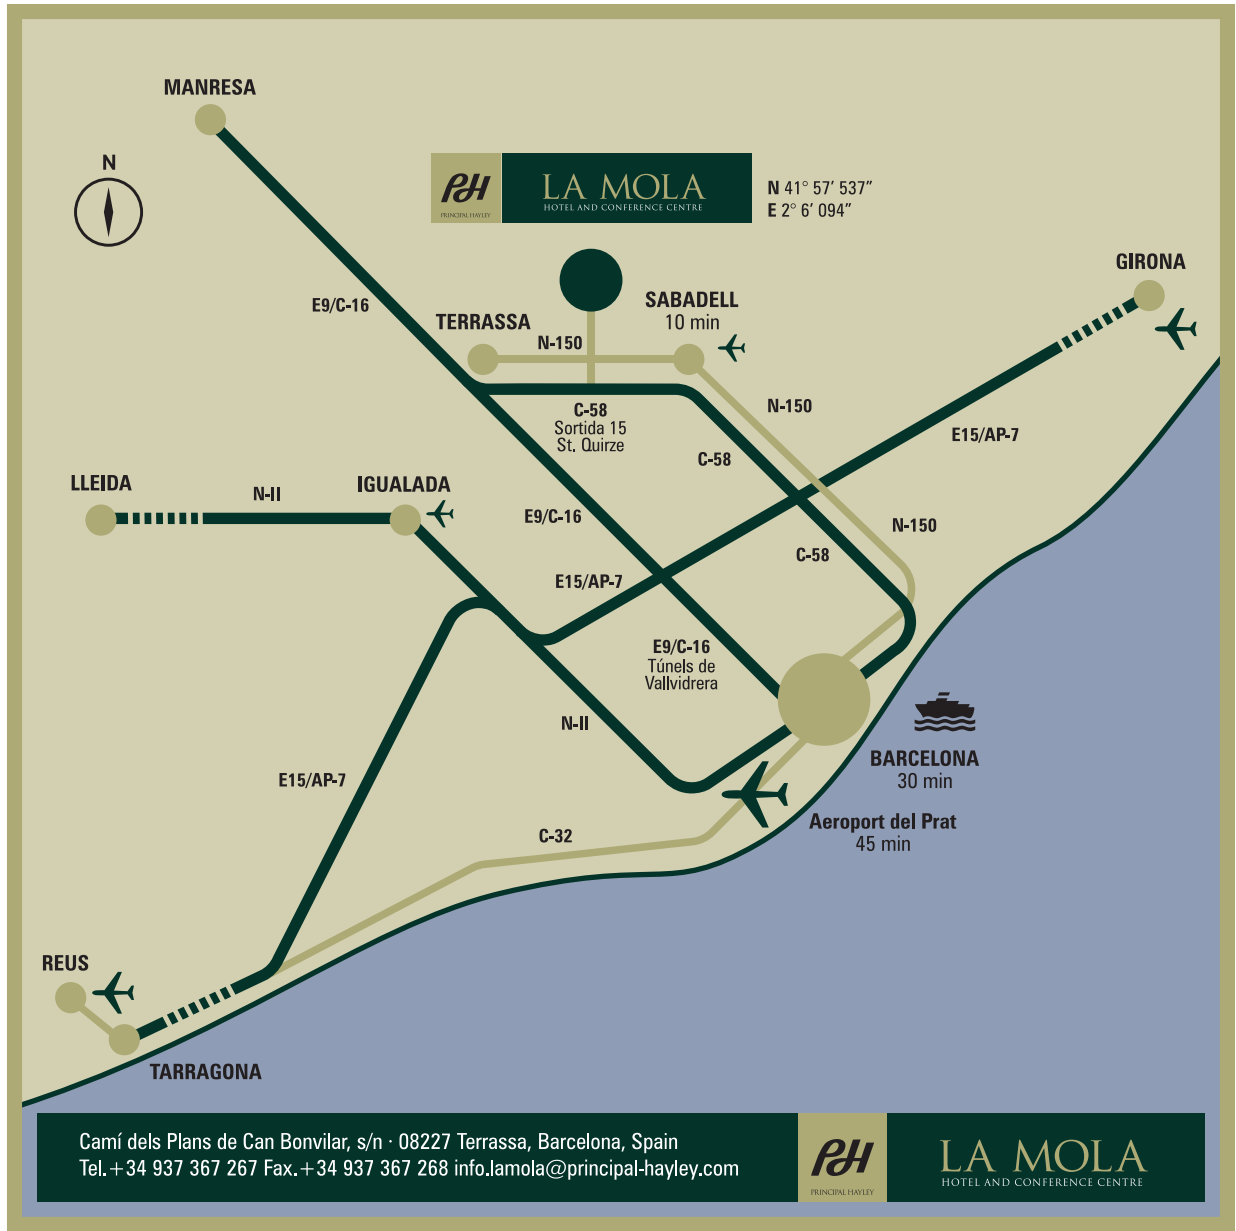 MANRESA
N
PH
PRINCIPAL HAYLEY
LA MOLA
HOTEL AND CONFERENCE CENTRE
N 41° 57′ 537″
E 2° 6′ 094″
GIRONA
E9/C-16
TERRASSA
SABADELL
10 min
N-150
C-58
Sortida 15
St. Quirze
N-150
E15/AP-7
C-58
LLEIDA
N-II
IGUALADA
E9/C-16
N-150
C-58
E15/AP-7
E9/C-16
Túnels de
Vallvidrera
N-II
BARCELONA
30 min
E15/AP-7
Aeroport del Prat
45 min
C-32
REUS
TARRAGONA
Camí dels Plans de Can Bonvilar, s/n · 08227 Terrassa, Barcelona, Spain
Tel.+34 937 367 267 Fax.+34 937 367 268 info.lamola@principal-hayley.com
PH
PRINCIPAL HAYLEY
LA MOLA
HOTEL AND CONFERENCE CENTRE